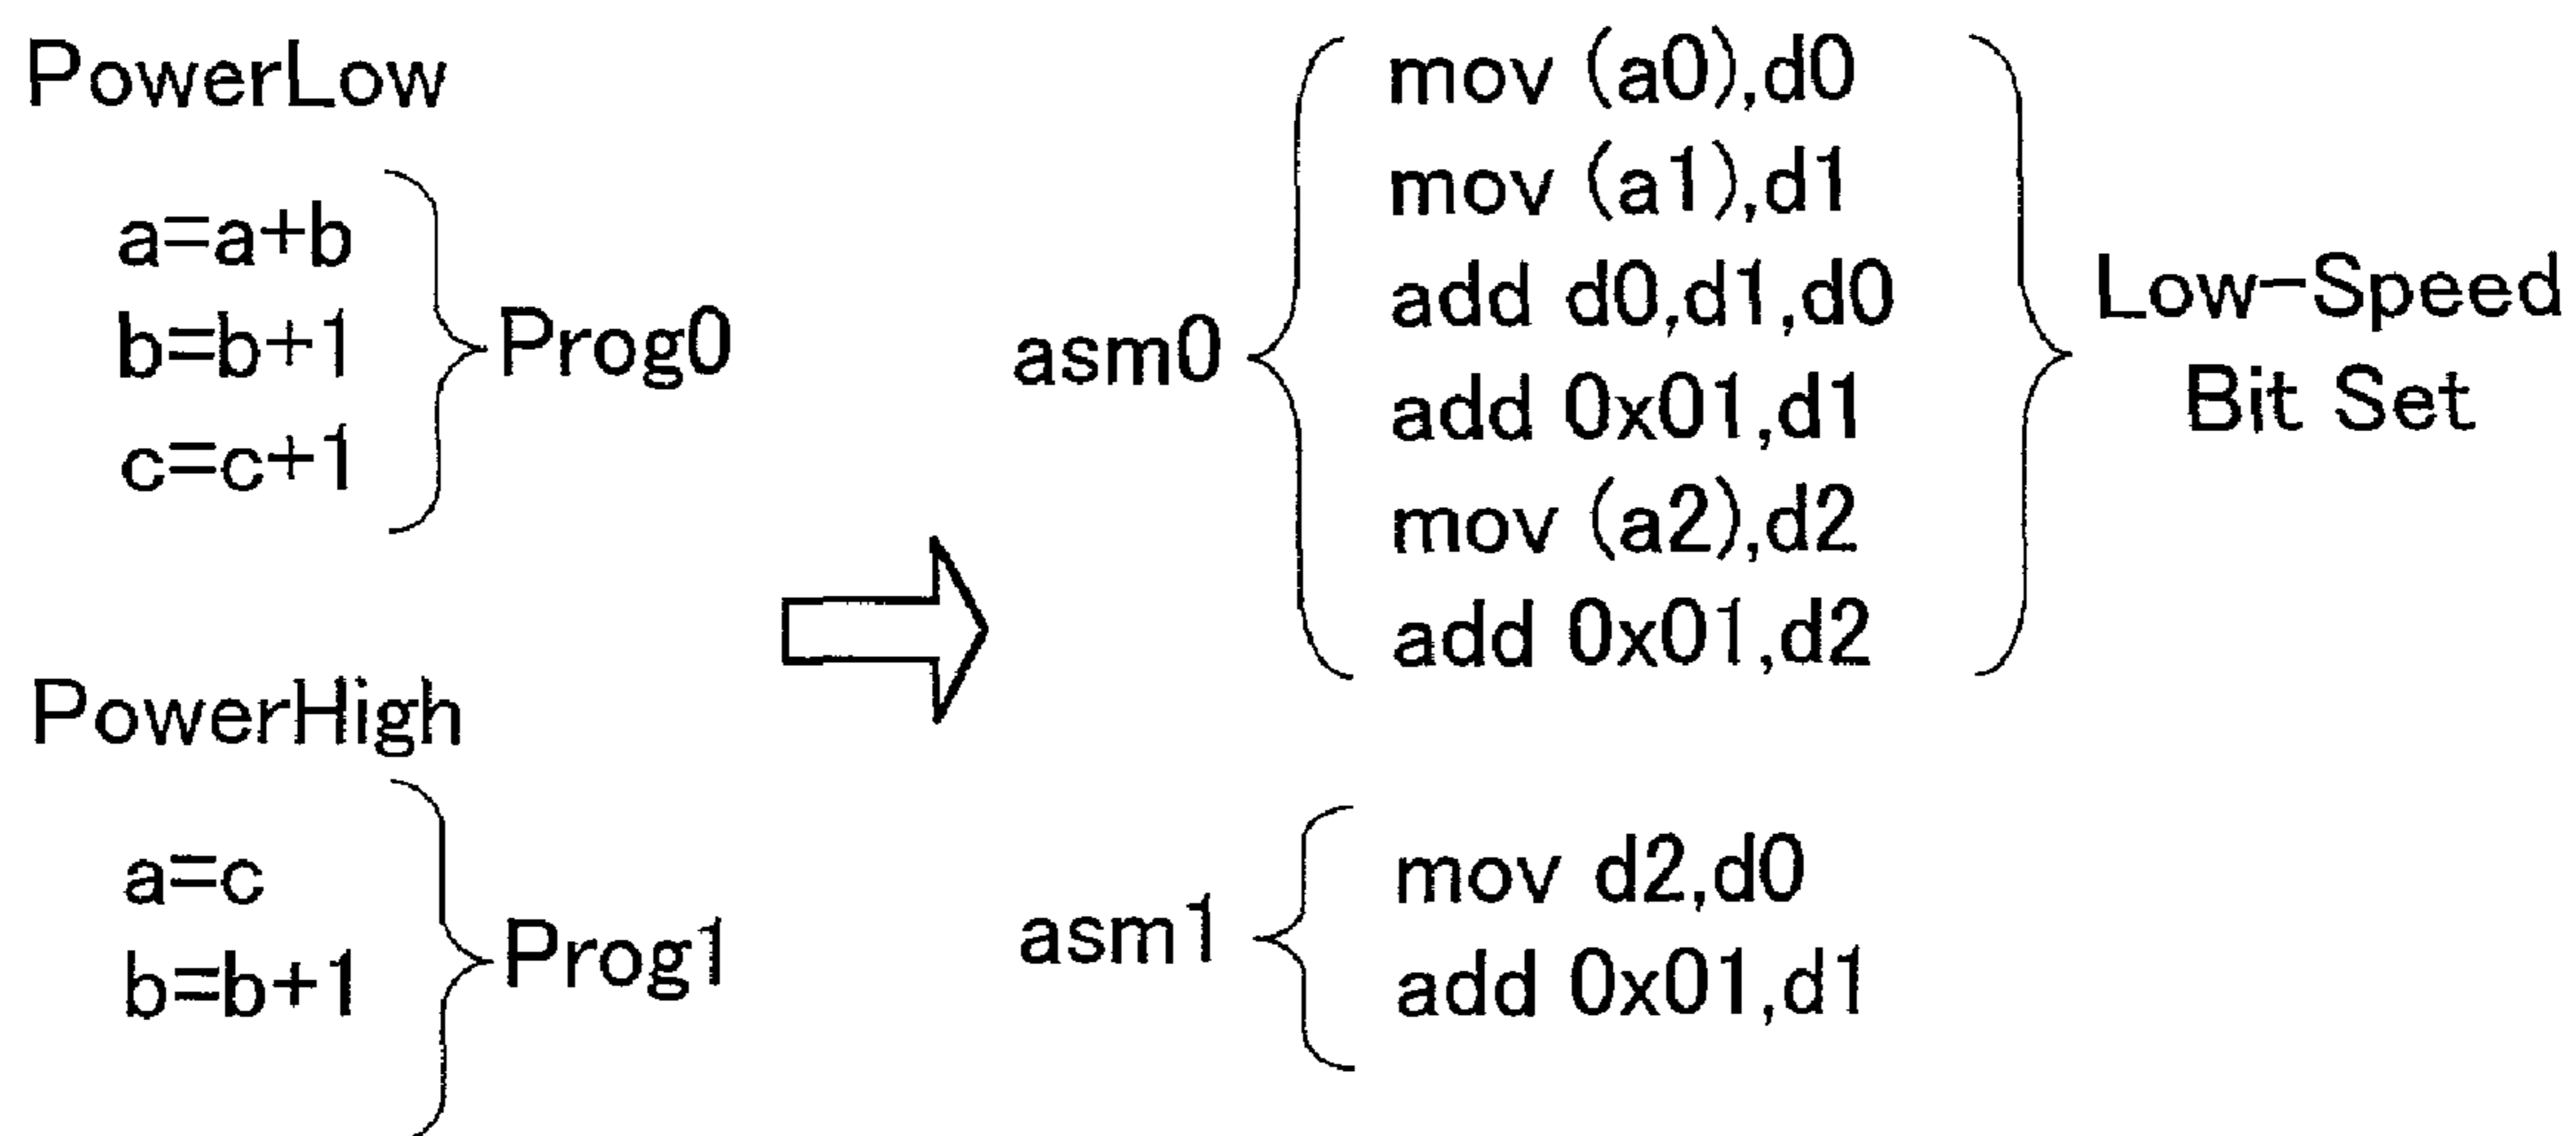 PowerLow
a=a+b
b=b+1
c=c+1
Prog0
PowerHigh
a=c
b=b+1
Prog1
asm0
mov (a0),d0
mov (a1),d1
add d0,d1,d0
add 0x01,d1
mov (a2),d2
add 0x01,d2
Low-Speed
Bit Set
asm1
mov d2,d0
add 0x01,d1